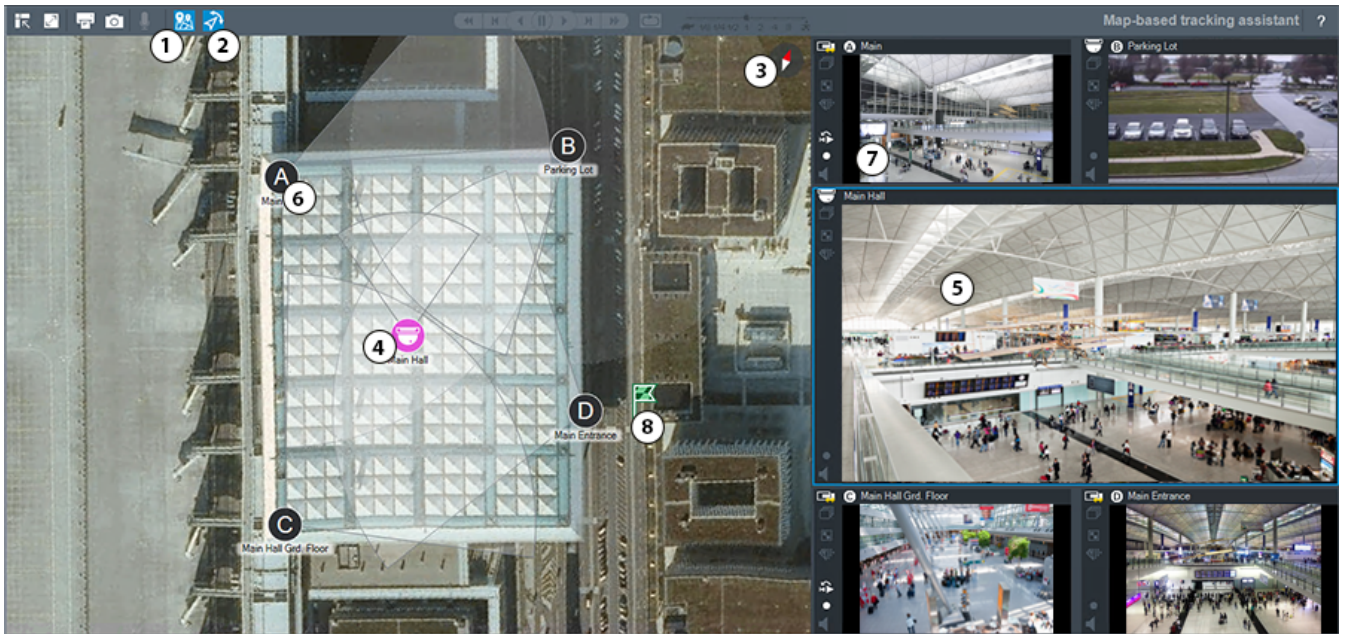 Map-based tracking assistant ?
1
2
3
A Main
B Parking Lot
7
B
Parking Lot
A
Main
6
Main Hall
5
4
Main Hall
D
Main Entrance
8
C
Main Hall Grd. Floor
C Main Hall Grd. Floor
D Main Entrance